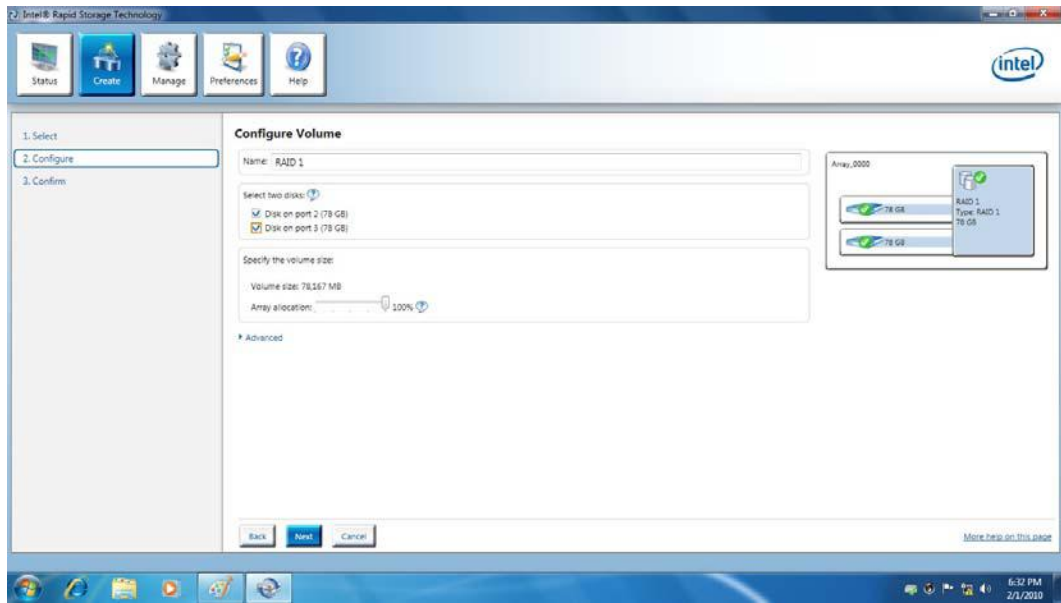 Intel® Rapid Storage Technology
Status
Create
Manage
Preferences
Help
intel
1. Select
2. Configure
3. Confirm
Configure Volume
Name: RAID 1
Select two disks:
Disk on port 2 (78 GB)
Disk on port 3 (78 GB)
Specify the volume size:
Volume size: 78,167 MB
Array allocation: 100%
Advanced
Array_0000
78 GB
78 GB
RAID 1
Type: RAID 1
78 GB
Back
Next
Cancel
More help on this page
6:32 PM
2/1/2010